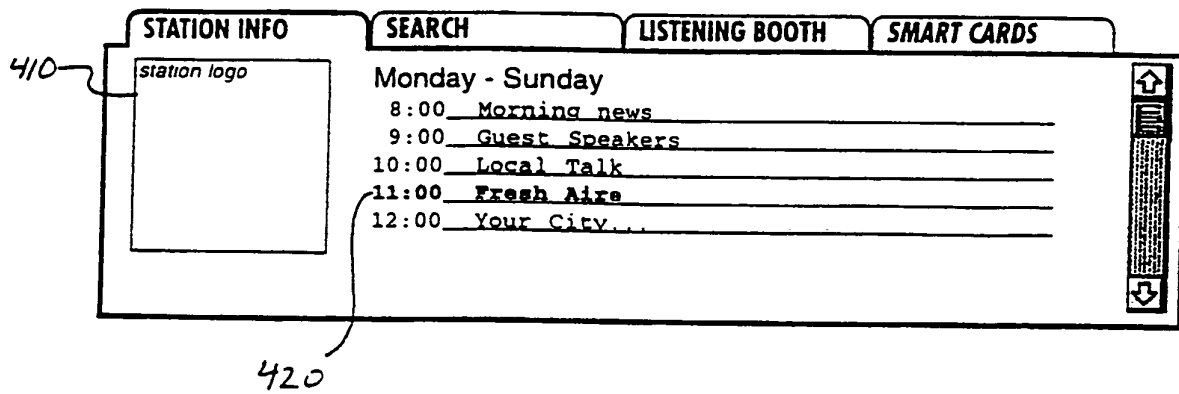 STATION INFO SEARCH LISTENING BOOTH SMART CARDS
410
station logo
Monday - Sunday
8:00 Morning news
9:00 Guest Speakers
10:00 Local Talk
11:00 Fresh Aire
12:00 Your City...
420